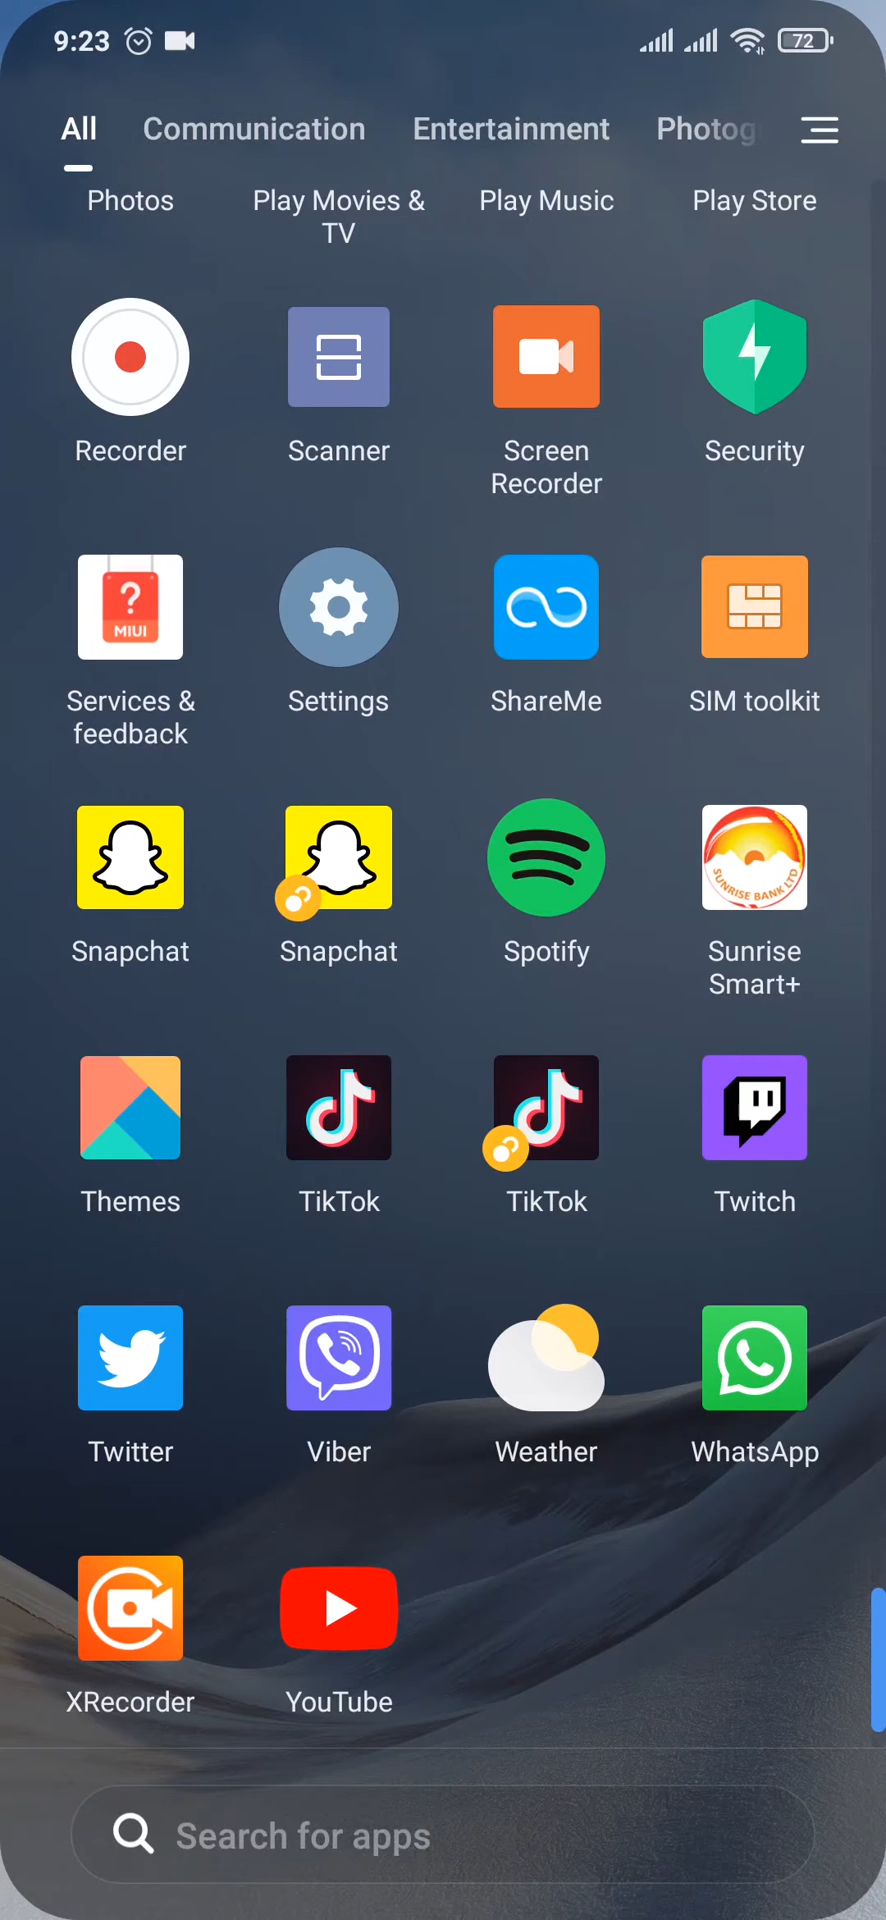 9:23 72
All Communication Entertainment Photog
Photos Play Movies & Play Music Play Store
TV
Recorder Scanner Screen Security
Recorder
?
MIUI
Services & Settings ShareMe SIM toolkit
feedback
SUNRISE BANK LTD
Snapchat Snapchat Spotify Sunrise
Smart+
Themes TikTok TikTok Twitch
Twitter Viber Weather WhatsApp
XRecorder YouTube
Search for apps